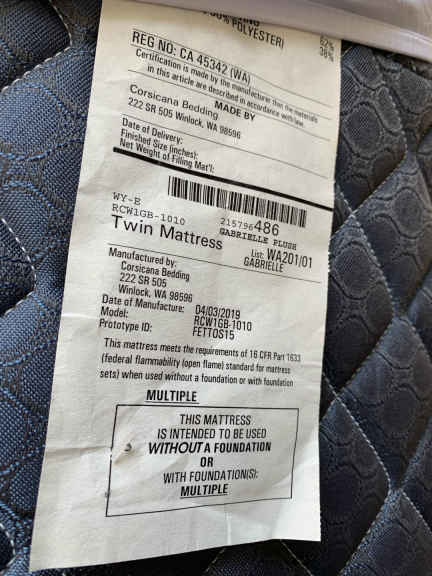 POLYESTER)
62%
38%
REG NO: CA 45342 (WA)
Certification is made by the manufacturer that the materials
in this article are described in accordance with law.
MADE BY
Corsicana Bedding
222 SR 505 Winlock, WA 98596
Date of Delivery:
Finished Size (inches):
Net Weight of Filling Mat'l:
WY-E
RCW1GB-1010
215796486
GABRIELLE PLUSH
Twin Mattress
List: WA201/01
GABRIELLE
Manufactured by:
Corsicana Bedding
222 SR 505
Winlock, WA 98596
Date of Manufacture: 04/03/2019
Model: RCW1GB-1010
Prototype ID: FETTOS15
This mattress meets the requirements of 16 CFR Part 1633
(federal flammability (open flame) standard for mattress
sets) when used without a foundation or with foundation
MULTIPLE
THIS MATTRESS
IS INTENDED TO BE USED
WITHOUT A FOUNDATION
OR
WITH FOUNDATION(S):
MULTIPLE